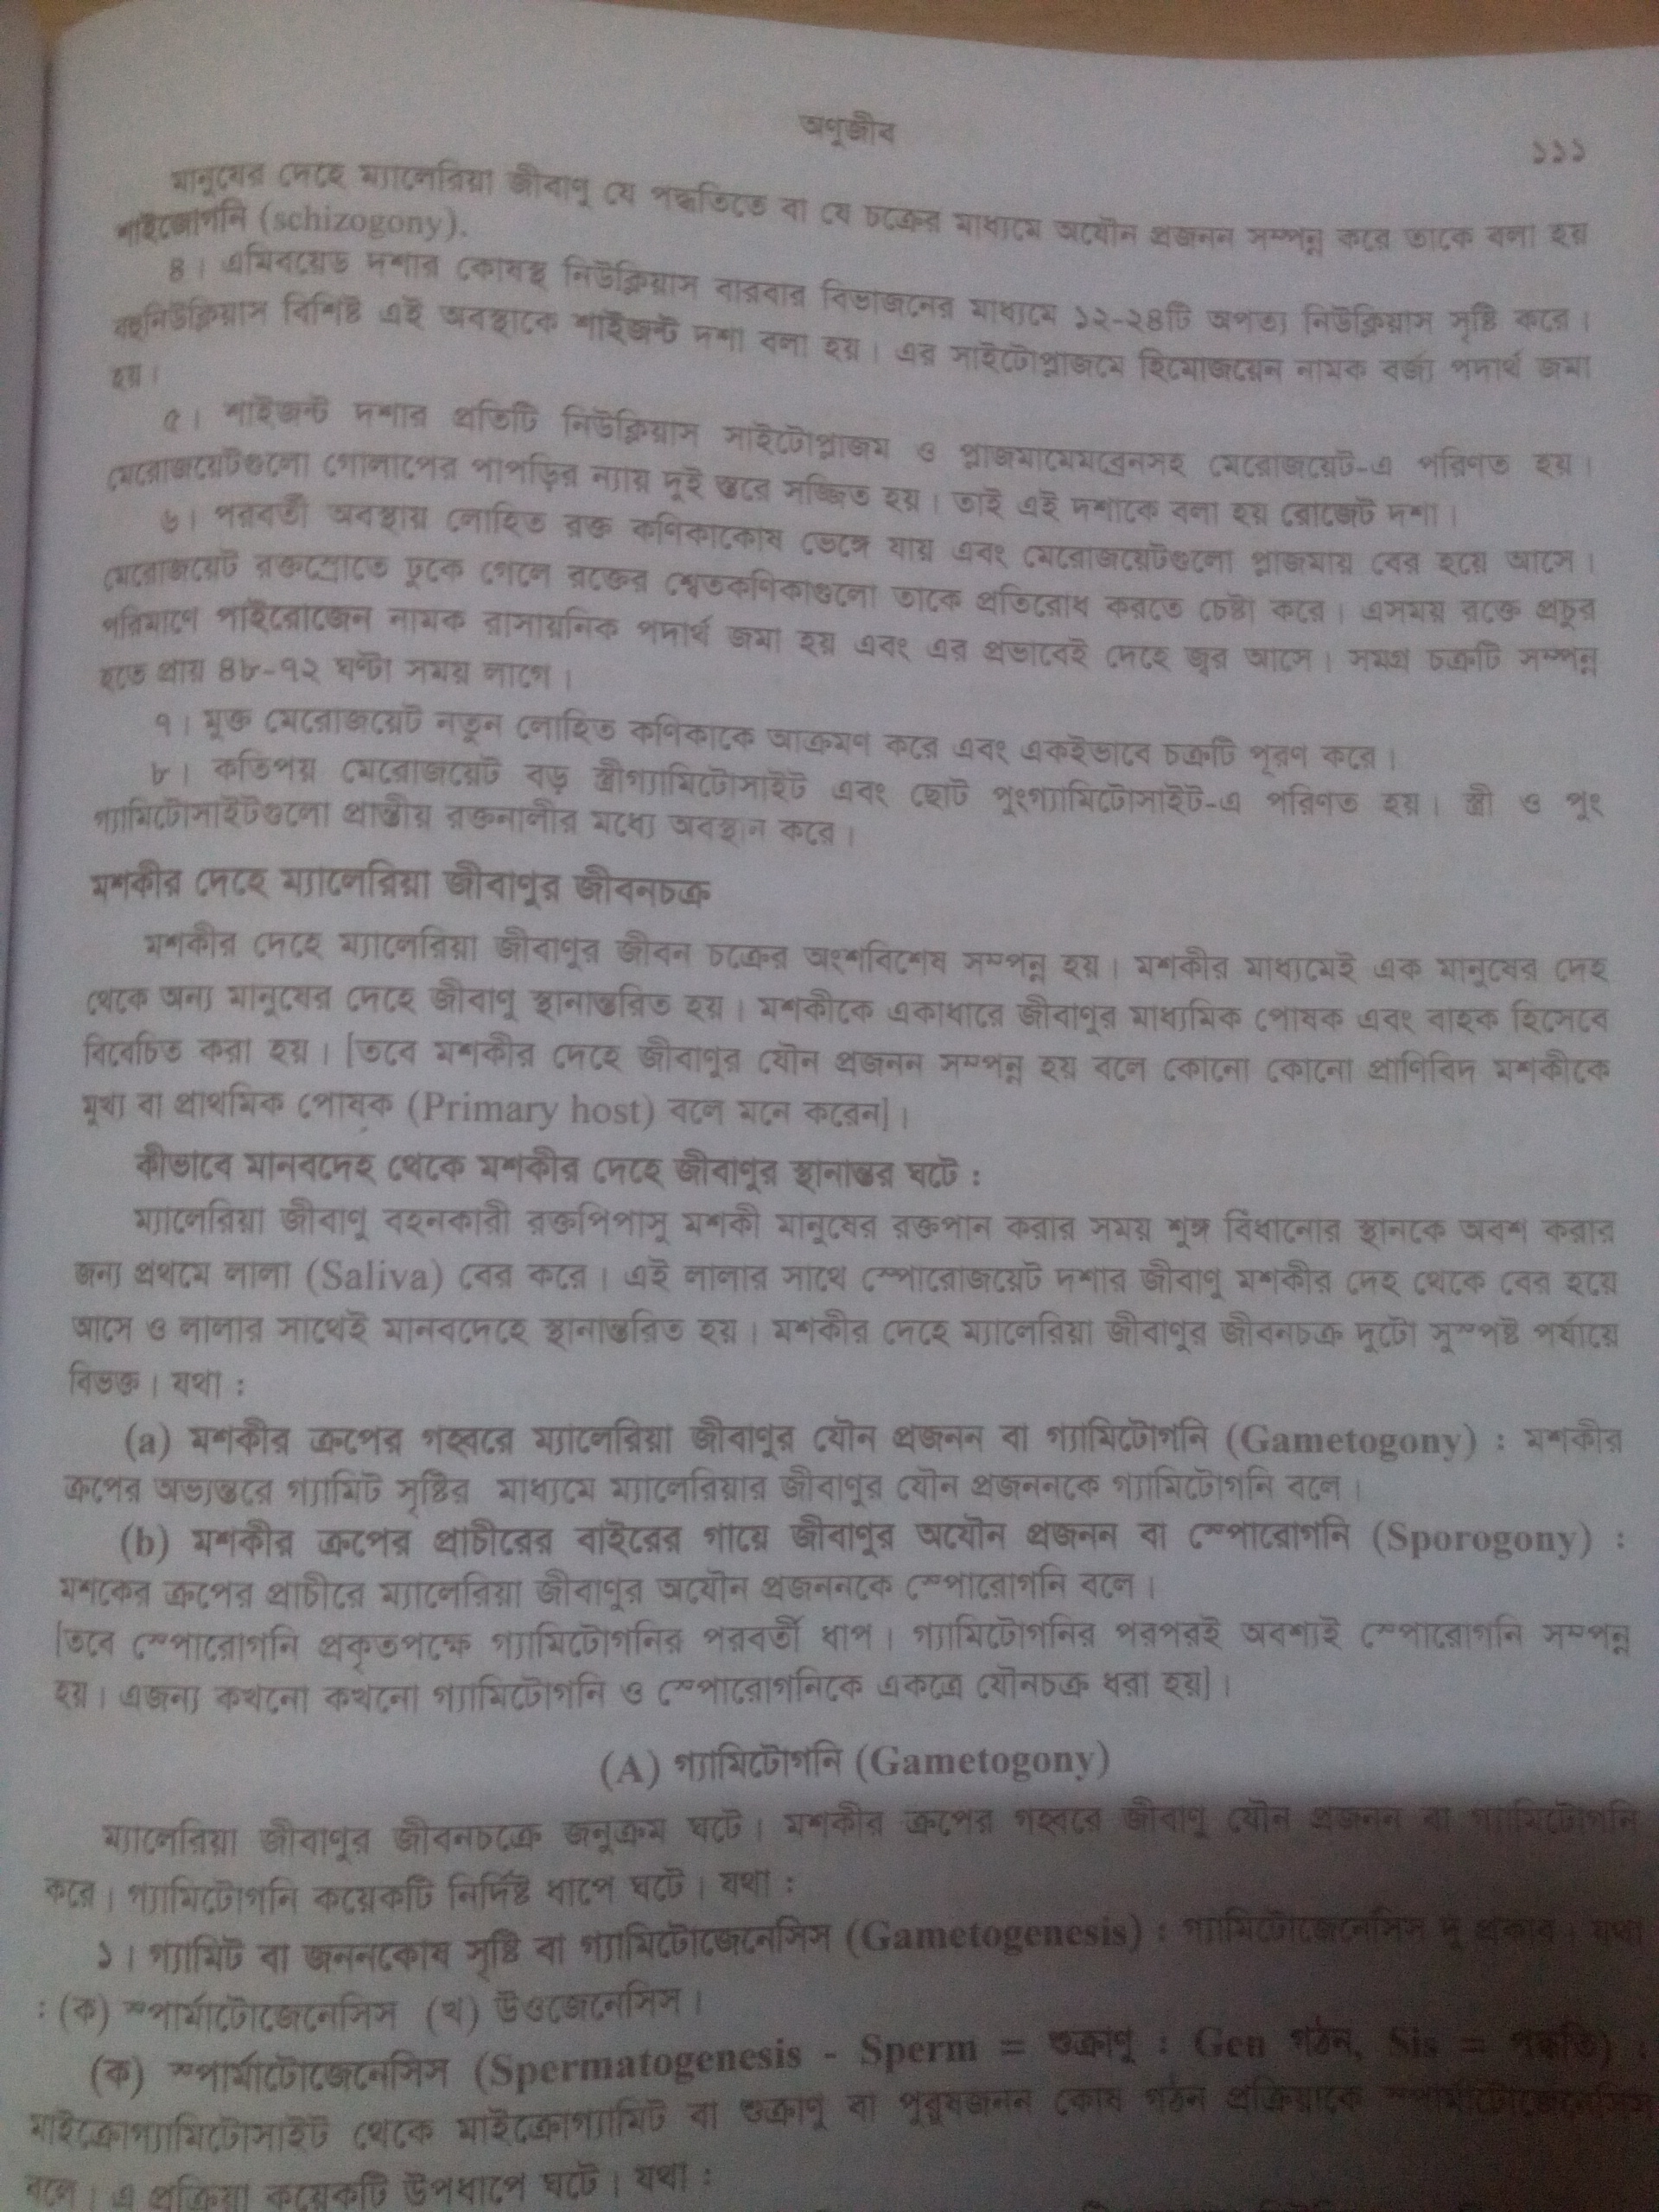 অণুজীব
১১১
মানুষের দেহে ম্যালেরিয়া জীবাণু যে পদ্ধতিতে বা যে চক্রের মাধ্যমে অযৌন প্রজনন সম্পন্ন করে তাকে বলা হয়
শাইজোগনি (schizogony).
৪। এমিবয়েড দশার কোষস্থ নিউক্লিয়াস বারবার বিভাজনের মাধ্যমে ১২-২৪টি অপত্য নিউক্লিয়াস সৃষ্টি করে।
বহুনিউক্লিয়াস বিশিষ্ট এই অবস্থাকে শাইজন্ট দশা বলা হয়। এর সাইটোপ্লাজমে হিমোজয়েন নামক বর্জ্য পদার্থ জমা
হয়।
৫। শাইজন্ট দশার প্রতিটি নিউক্লিয়াস সাইটোপ্লাজম ও প্লাজমামেমব্রেনসহ মেরোজয়েট-এ পরিণত হয়।
মেরোজয়েটগুলো গোলাপের পাপড়ির ন্যায় দুই স্তরে সজ্জিত হয়। তাই এই দশাকে বলা হয় রোজেট দশা।
৬। পরবর্তী অবস্থায় লোহিত রক্ত কণিকাকোষ ভেঙ্গে যায় এবং মেরোজয়েটগুলো প্লাজমায় বের হয়ে আসে।
মেরোজয়েট রক্তস্রোতে ঢুকে গেলে রক্তের শ্বেতকণিকাগুলো তাকে প্রতিরোধ করতে চেষ্টা করে। এসময় রক্তে প্রচুর
পরিমাণে পাইরোজেন নামক রাসায়নিক পদার্থ জমা হয় এবং এর প্রভাবেই দেহে জ্বর আসে। সমগ্র চক্রটি সম্পন্ন
হতে প্রায় ৪৮-৭২ ঘণ্টা সময় লাগে।
৭। মুক্ত মেরোজয়েট নতুন লোহিত কণিকাকে আক্রমণ করে এবং একইভাবে চক্রটি পূরণ করে।
৮। কতিপয় মেরোজয়েট বড় স্ত্রীগ্যামিটোসাইট এবং ছোট পুংগ্যামিটোসাইট-এ পরিণত হয়। স্ত্রী ও পুং
গ্যামিটোসাইটগুলো প্রান্তীয় রক্তনালীর মধ্যে অবস্থান করে।
মশকীর দেহে ম্যালেরিয়া জীবাণুর জীবনচক্র
মশকীর দেহে ম্যালেরিয়া জীবাণুর জীবন চক্রের অংশবিশেষ সম্পন্ন হয়। মশকীর মাধ্যমেই এক মানুষের দেহ
থেকে অন্য মানুষের দেহে জীবাণু স্থানান্তরিত হয়। মশকীকে একাধারে জীবাণুর মাধ্যমিক পোষক এবং বাহক হিসেবে
বিবেচিত করা হয়। [তবে মশকীর দেহে জীবাণুর যৌন প্রজনন সম্পন্ন হয় বলে কোনো কোনো প্রাণিবিদ মশকীকে
মুখ্য বা প্রাথমিক পোষক (Primary host) বলে মনে করেন]।
কীভাবে মানবদেহ থেকে মশকীর দেহে জীবাণুর স্থানান্তর ঘটে :
ম্যালেরিয়া জীবাণু বহনকারী রক্তপিপাসু মশকী মানুষের রক্তপান করার সময় শুঙ্গ বিঁধানোর স্থানকে অবশ করার
জন্য প্রথমে লালা (Saliva) বের করে। এই লালার সাথে স্পোরোজয়েট দশার জীবাণু মশকীর দেহ থেকে বের হয়ে
আসে ও লালার সাথেই মানবদেহে স্থানান্তরিত হয়। মশকীর দেহে ম্যালেরিয়া জীবাণুর জীবনচক্র দুটো সুস্পষ্ট পর্যায়ে
বিভক্ত। যথা :
(a) মশকীর ক্রপের গহ্বরে ম্যালেরিয়া জীবাণুর যৌন প্রজনন বা গ্যামিটোগনি (Gametogony) : মশকীর
ক্রপের অভ্যন্তরে গ্যামিট সৃষ্টির মাধ্যমে ম্যালেরিয়ার জীবাণুর যৌন প্রজননকে গ্যামিটোগনি বলে।
(b) মশকীর ক্রপের প্রাচীরের বাইরের গায়ে জীবাণুর অযৌন প্রজনন বা স্পোরোগনি (Sporogony) :
মশকের ক্রপের প্রাচীরে ম্যালেরিয়া জীবাণুর অযৌন প্রজননকে স্পোরোগনি বলে।
[তবে স্পোরোগনি প্রকৃতপক্ষে গ্যামিটোগনির পরবর্তী ধাপ। গ্যামিটোগনির পরপরই অবশ্যই স্পোরোগনি সম্পন্ন
হয়। এজন্য কখনো কখনো গ্যামিটোগনি ও স্পোরোগনিকে একত্রে যৌনচক্র ধরা হয়]।
(A) গ্যামিটোগনি (Gametogony)
ম্যালেরিয়া জীবাণুর জীবনচক্রে জনুক্রম ঘটে। মশকীর ক্রপের গহ্বরে জীবাণু যৌন প্রজনন বা গ্যামিটোগনি
করে। গ্যামিটোগনি কয়েকটি নির্দিষ্ট ধাপে ঘটে। যথা :
১। গ্যামিট বা জননকোষ সৃষ্টি বা গ্যামিটোজেনেসিস (Gametogenesis) : গ্যামিটোজেনেসিস দু প্রকার। যথা
: (ক) স্পার্মাটোজেনেসিস (খ) উওজেনেসিস।
(ক) স্পার্মাটোজেনেসিস (Spermatogenesis - Sperm = শুক্রাণু : Gen গঠন, Sis = পদ্ধতি) :
মাইক্রোগ্যামিটোসাইট থেকে মাইক্রোগ্যামিট বা শুক্রাণু বা পুরুষজনন কোষ গঠন প্রক্রিয়াকে স্পার্মাটোজেনেসিস
বলে। এ প্রক্রিয়া কয়েকটি উপধাপে ঘটে। যথা :